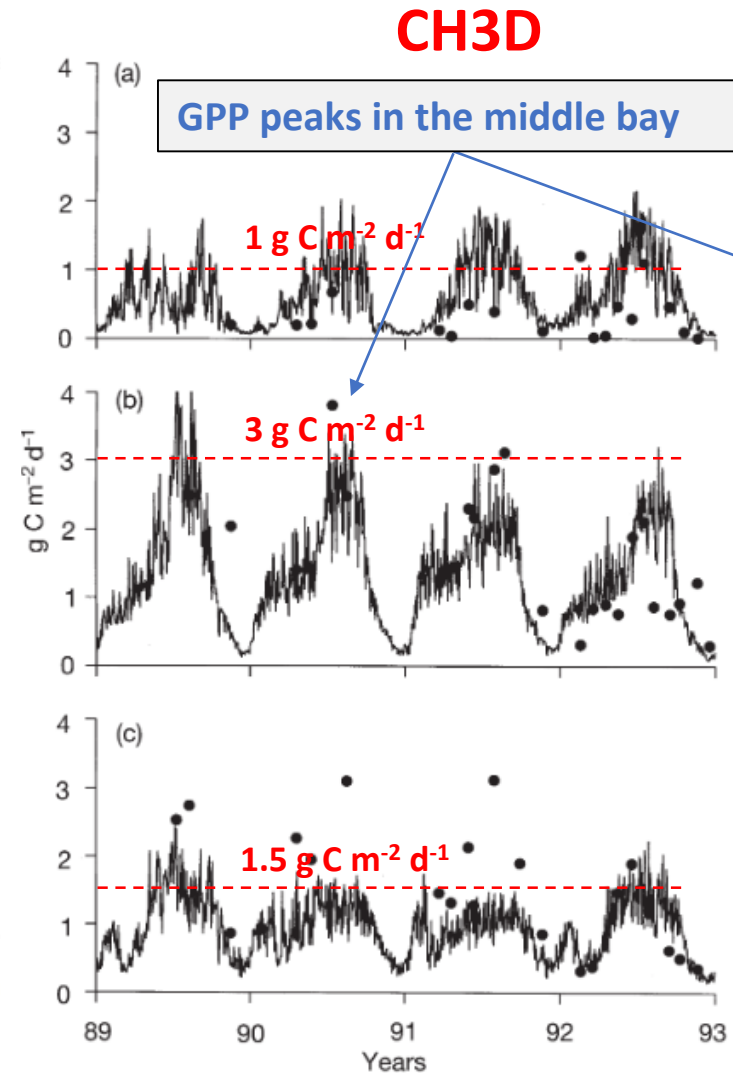 CH3D
4
(a)
GPP peaks in the middle bay
3
2
1 g C m⁻² d⁻¹
1
0
4
(b)
3 g C m⁻² d⁻¹
3
2
1
0
g C m⁻² d⁻¹
4
(c)
3
2
1.5 g C m⁻² d⁻¹
1
0
89 90 91 92 93
Years